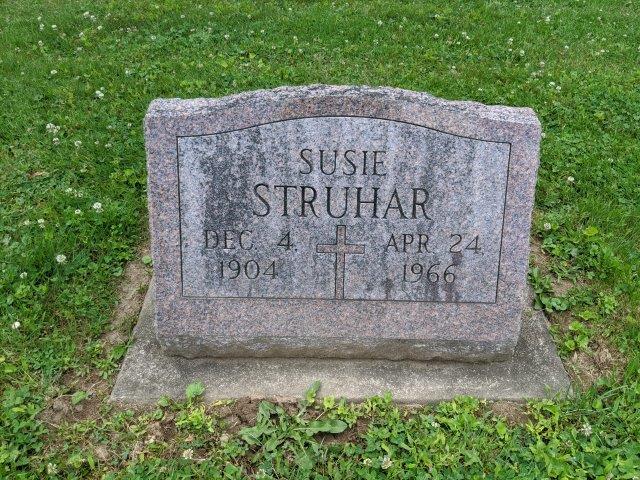 SUSIE
STRUHAR
DEC. 4, APR. 24,
1904 1966